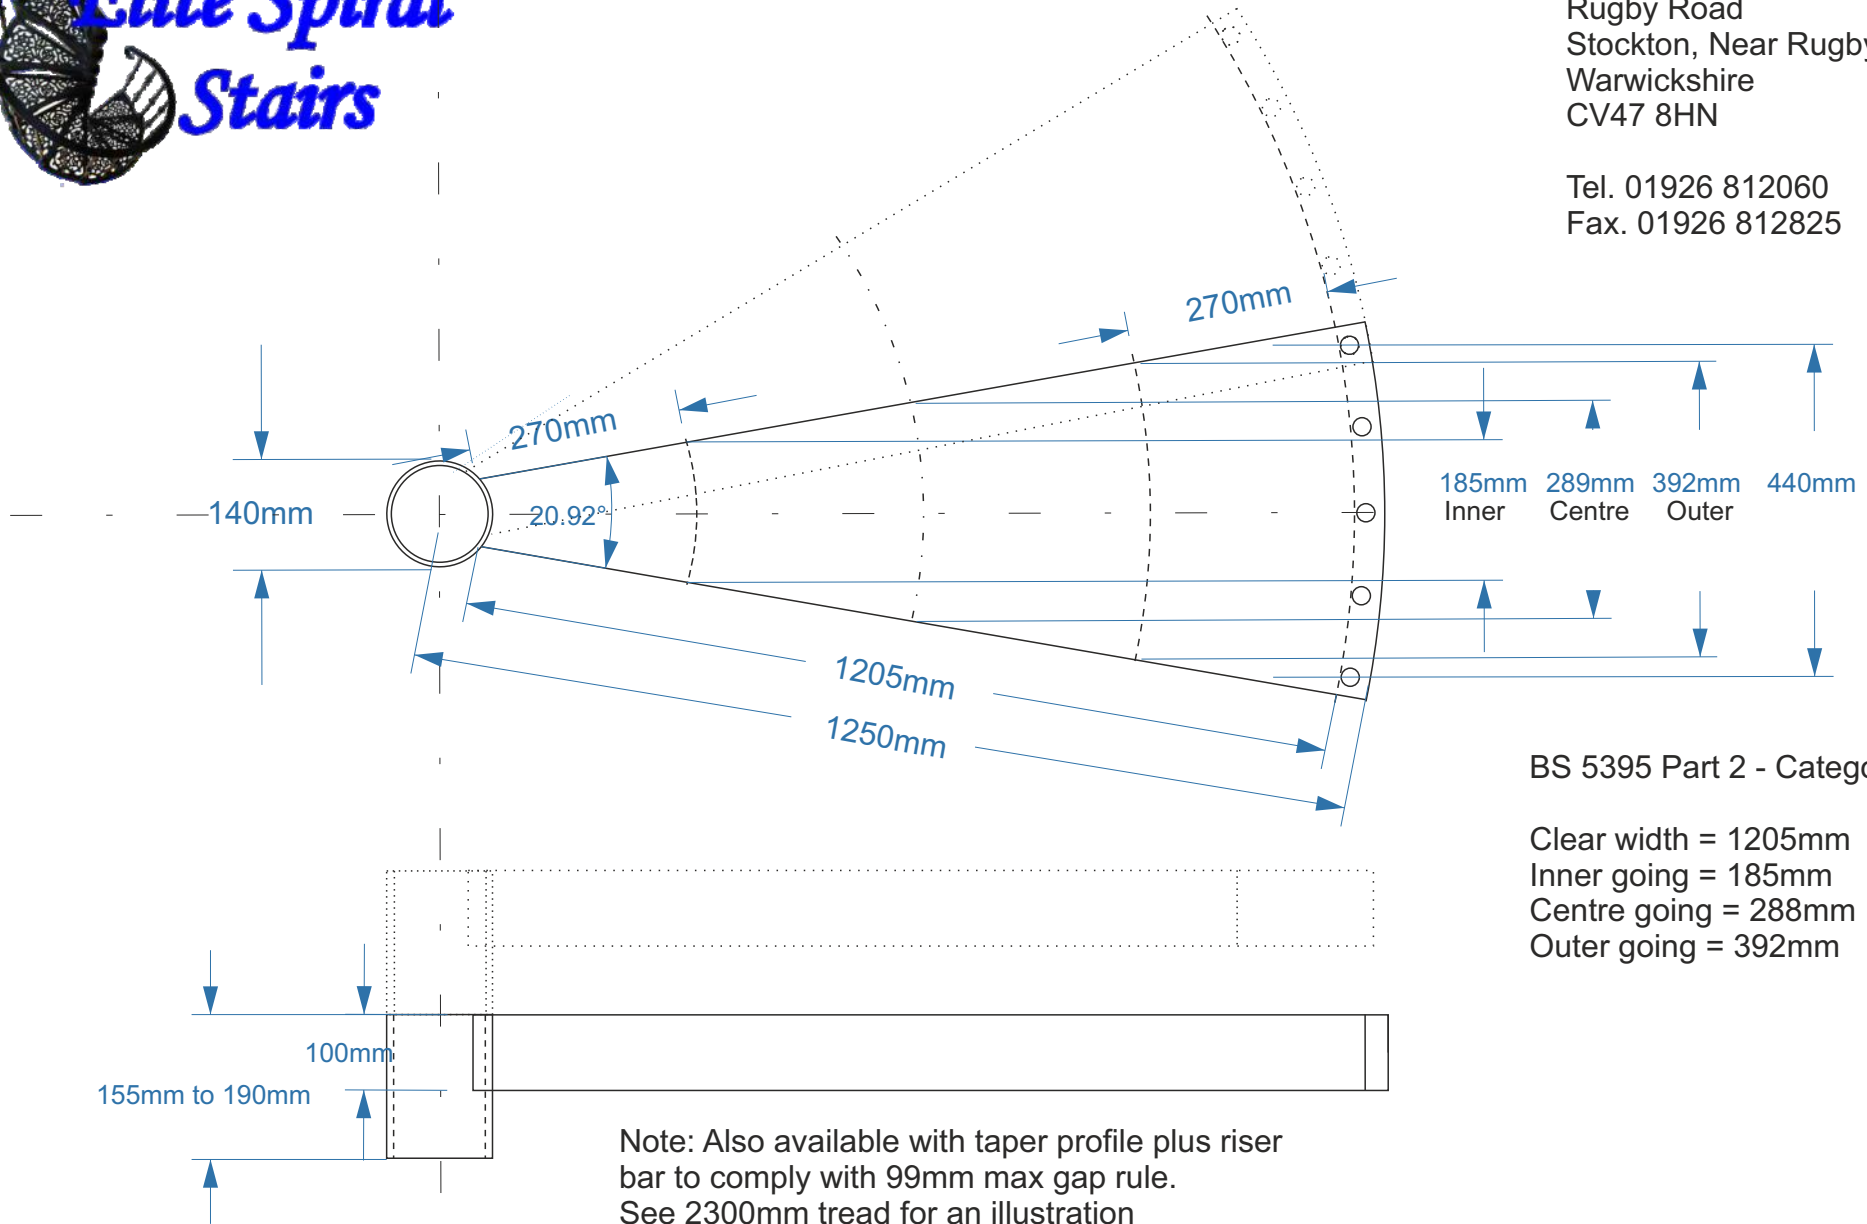 Elite Spiral
Stairs
Rugby Road
Stockton, Near Rugby
Warwickshire
CV47 8HN
Tel. 01926 812060
Fax. 01926 812825
270mm
270mm
140mm
20.92°
185mm
Inner
289mm
Centre
392mm
Outer
440mm
1205mm
1250mm
BS 5395 Part 2 -
Clear width = 1205mm
Inner going = 185mm
Centre going = 288mm
Outer going = 392mm
100mm
155mm to 190mm
Note: Also available with taper profile plus riser
bar to comply with 99mm max gap rule.
See 2300mm tread for an illustration